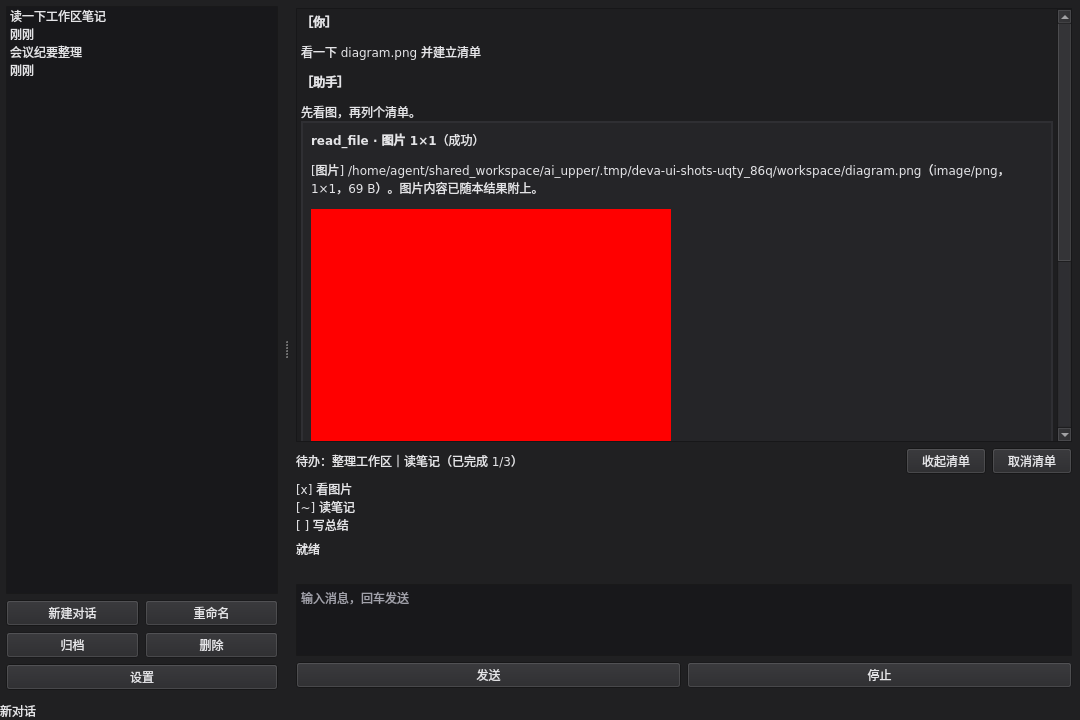 读一下工作区笔记
刚刚
会议纪要整理
刚刚
新建对话
重命名
归档
删除
设置
新对话
[你]
看一下 diagram.png 并建立清单
[助手]
先看图，再列个清单。
read_file · 图片 1×1（成功）
[图片] /home/agent/shared_workspace/ai_upper/.tmp/deva-ui-shots-uqty_86q/workspace/diagram.png（image/png，
1×1，69 B）。图片内容已随本结果附上。
待办：整理工作区｜读笔记（已完成 1/3）
收起清单
取消清单
[x] 看图片
[~] 读笔记
[ ] 写总结
就绪
输入消息，回车发送
发送
停止